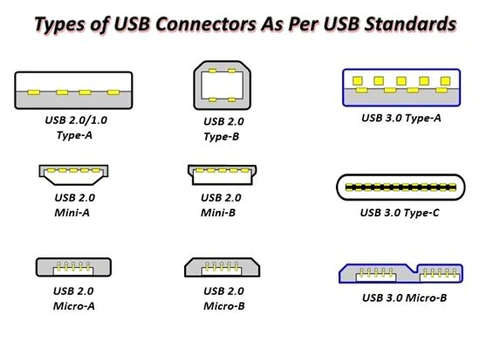 Types of USB Connectors As Per USB Standards
USB 2.0/1.0
Type-A
USB 2.0
Type-B
USB 3.0 Type-A
USB 2.0
Mini-A
USB 2.0
Mini-B
USB 3.0 Type-C
USB 2.0
Micro-A
USB 2.0
Micro-B
USB 3.0 Micro-B